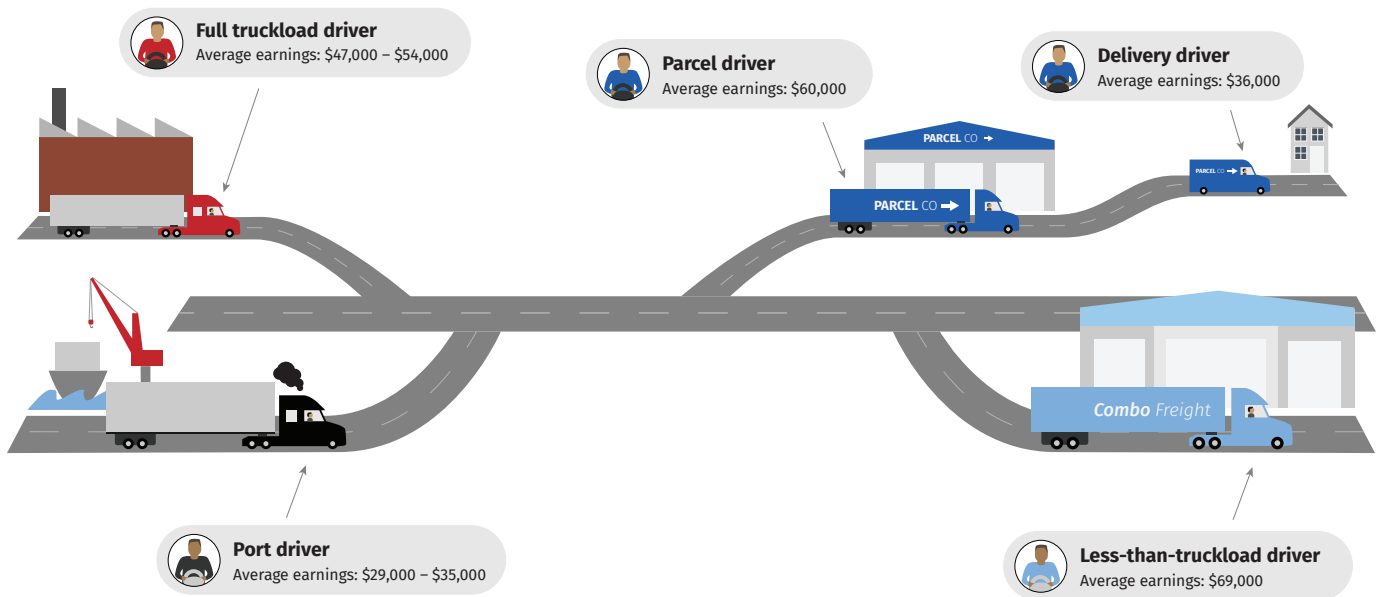 Full truckload driver
Average earnings: $47,000 – $54,000
Parcel driver
Average earnings: $60,000
Delivery driver
Average earnings: $36,000
PARCEL CO
PARCEL CO
PARCEL CO
Combo Freight
Port driver
Average earnings: $29,000 – $35,000
Less-than-truckload driver
Average earnings: $69,000